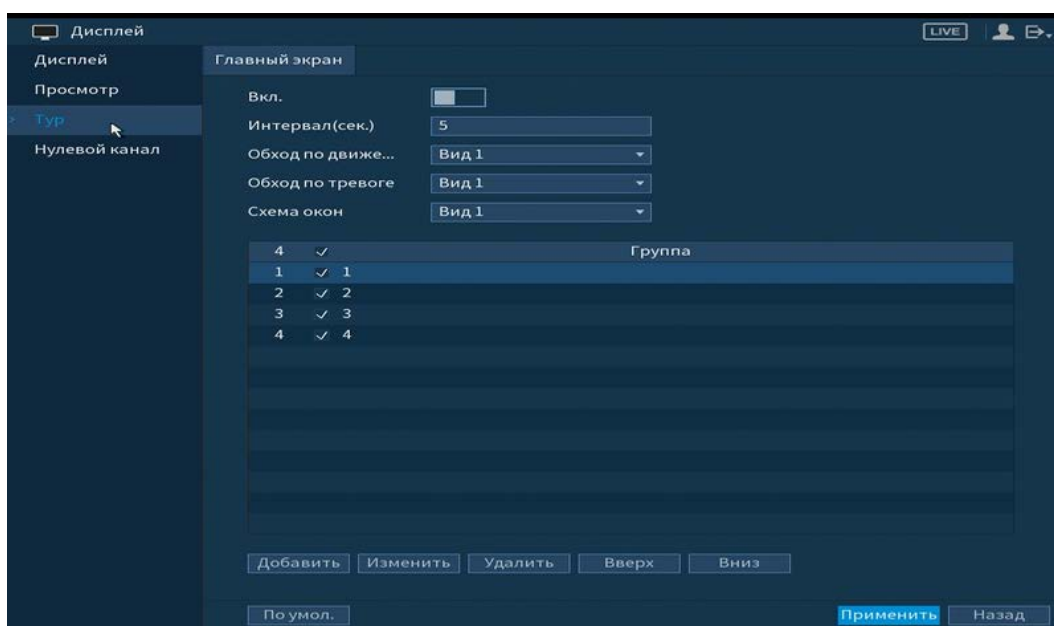 Дисплей LIVE
Дисплей
Главный экран
Просмотр
Вкл.
Тур
Интервал(сек.) 5
Нулевой канал
Обход по движе... Вид 1
Обход по тревоге Вид 1
Схема окон Вид 1
4 Группа
1 1
2 2
3 3
4 4
Добавить Изменить Удалить Вверх Вниз
По умол. Применить Назад